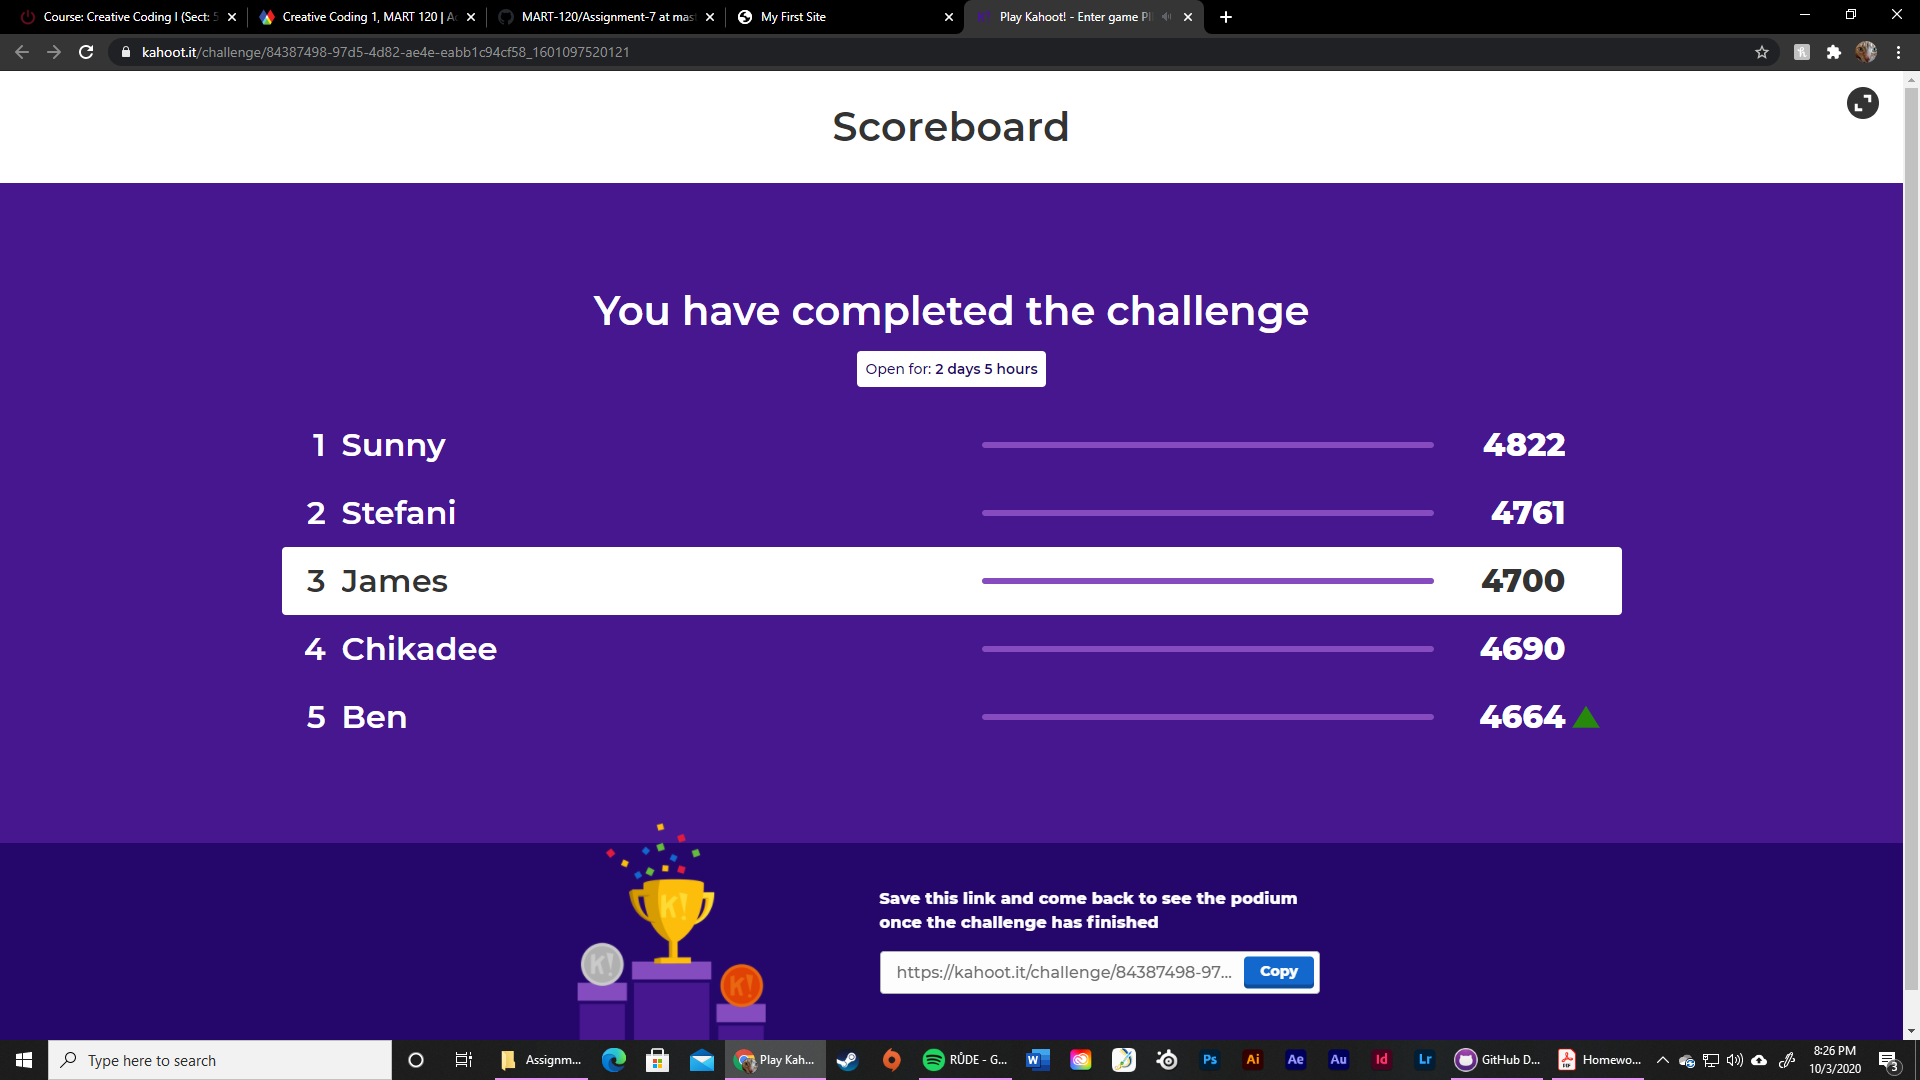 Course: Creative Coding I (Sect: 5
Creative Coding 1, MART 120 | Ac
MART-120/Assignment-7 at mas
My First Site
Play Kahoot! - Enter game PI
kahoot.it/challenge/84387498-97d5-4d82-ae4e-eabb1c94cf58_1601097520121
Scoreboard
You have completed the challenge
Open for: 2 days 5 hours
1 Sunny 4822
2 Stefani 4761
3 James 4700
4 Chikadee 4690
5 Ben 4664
K!
K!
K!
Save this link and come back to see the podium
once the challenge has finished
https://kahoot.it/challenge/84387498-97... Copy
Type here to search
Assignm...
Play Kah...
RŮDE - G...
W
Ps
Ai
Ae
Au
Id
Lr
GitHub D...
Homewo...
8:26 PM
10/3/2020
3